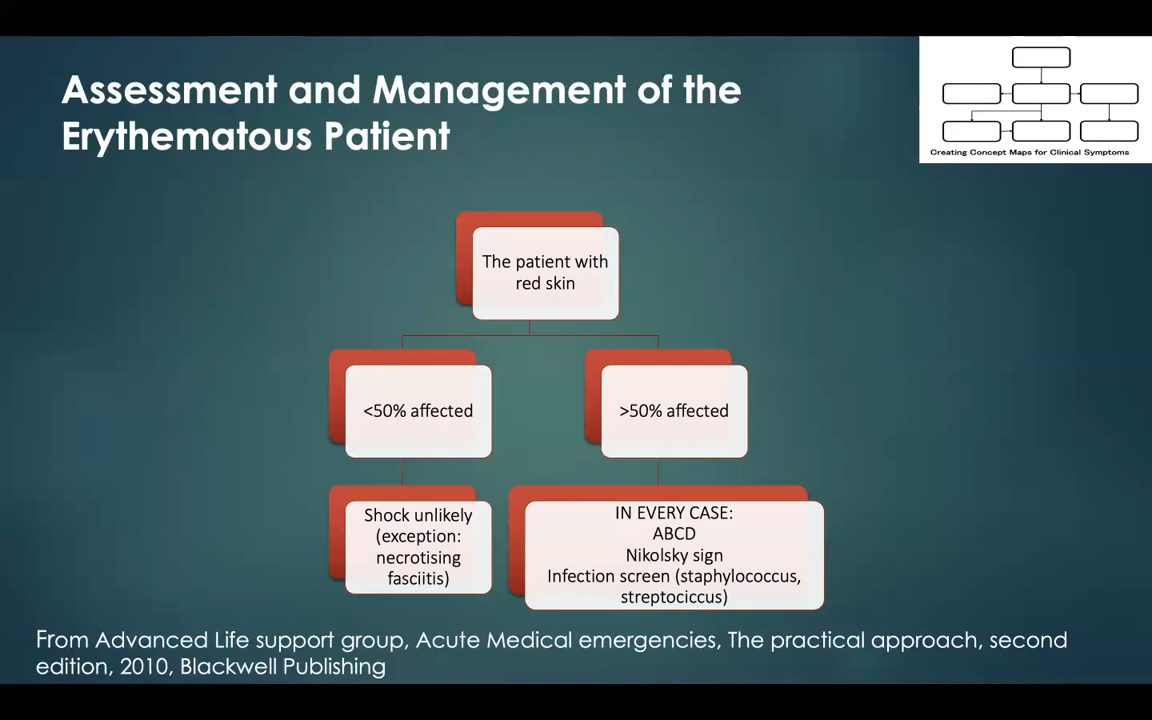 Assessment and Management of the
Erythematous Patient
Creating Concept Maps for Clinical Symptoms
The patient with
red skin
<50% affected
>50% affected
Shock unlikely
(exception:
necrotising
fasciitis)
IN EVERY CASE:
ABCD
Nikolsky sign
Infection screen (staphylococcus,
streptociccus)
From Advanced Life support group, Acute Medical emergencies, The practical approach, second
edition, 2010, Blackwell Publishing